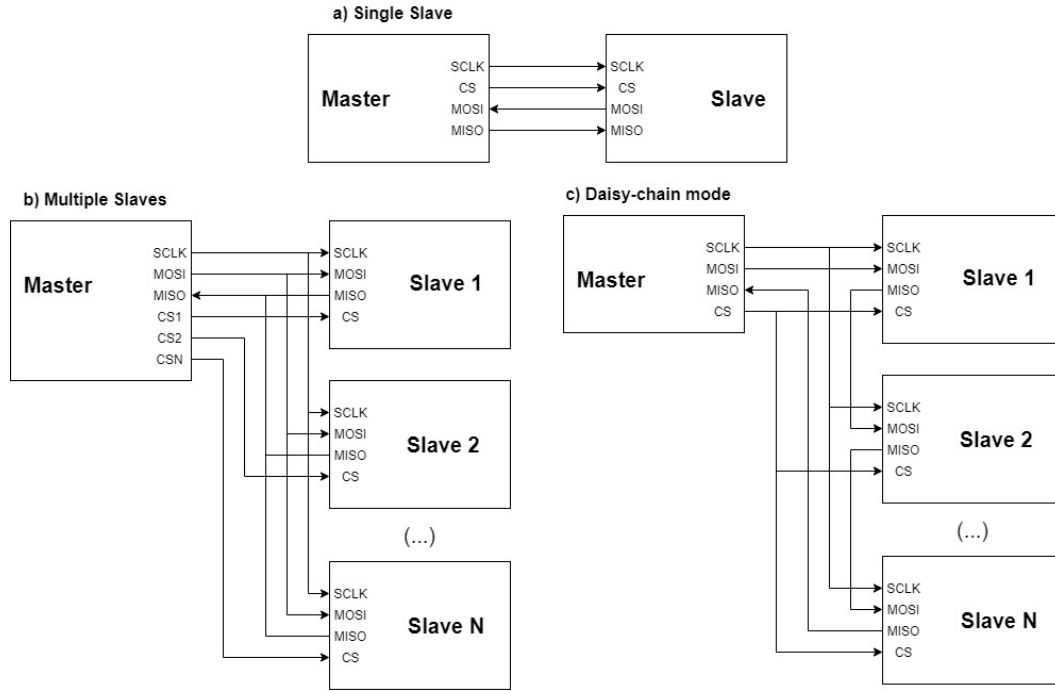 a) Single Slave
Master
SCLK
CS
MOSI
MISO
SCLK
CS
MOSI
MISO
Slave
b) Multiple Slaves
Master
SCLK
MOSI
MISO
CS1
CS2
CSN
SCLK
MOSI
MISO
CS
Slave 1
SCLK
MOSI
MISO
CS
Slave 2
(...)
SCLK
MOSI
MISO
CS
Slave N
c) Daisy-chain mode
Master
SCLK
MOSI
MISO
CS
SCLK
MOSI
MISO
CS
Slave 1
SCLK
MOSI
MISO
CS
Slave 2
(...)
SCLK
MOSI
MISO
CS
Slave N